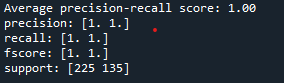 Average precision-recall score: 1.00
precision: [1. 1.]
recall: [1. 1.]
fscore: [1. 1.]
support: [225 135]